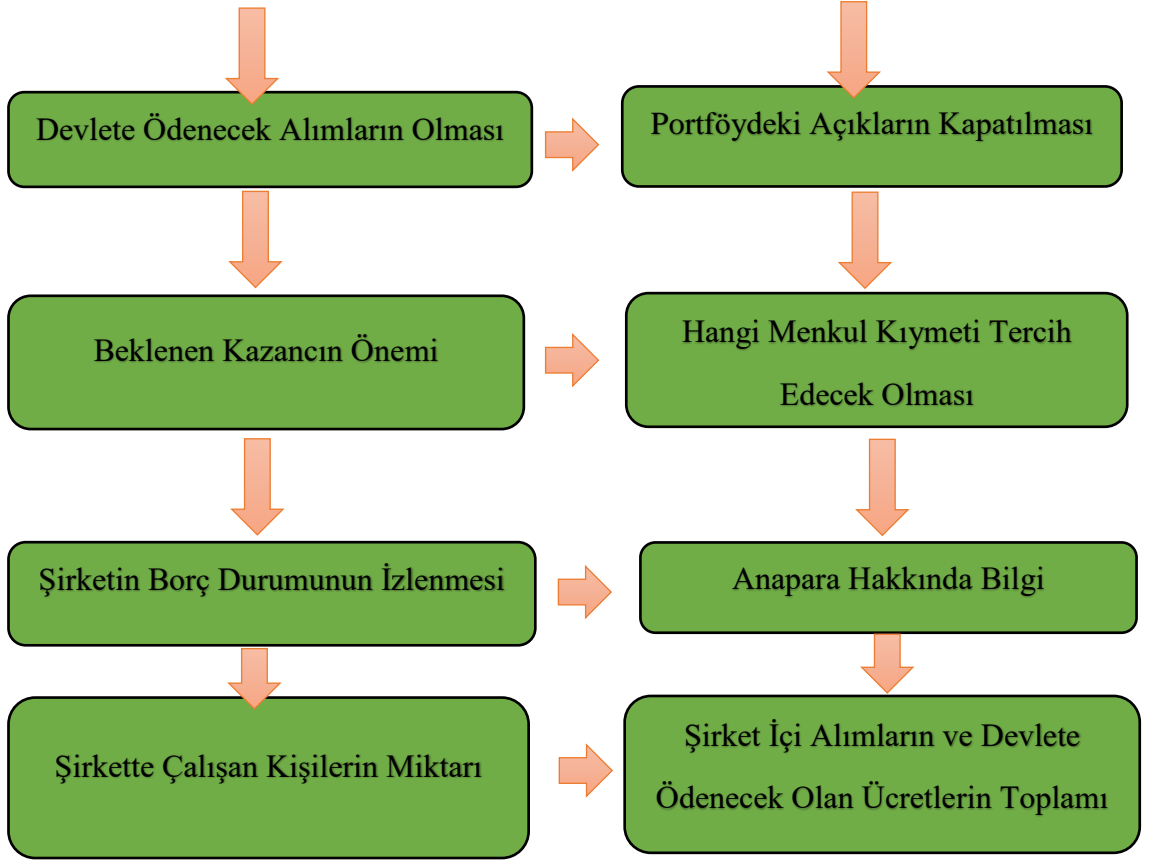 Devlete Ödenecek Alımların Olması
Portföydeki Açıkların Kapatılması
Beklenen Kazancın Önemi
Hangi Menkul Kıymeti Tercih
Edecek Olması
Şirketin Borç Durumunun İzlenmesi
Anapara Hakkında Bilgi
Şirkette Çalışan Kişilerin Miktarı
Şirket İçi Alımların ve Devlete
Ödenecek Olan Ücretlerin Toplamı